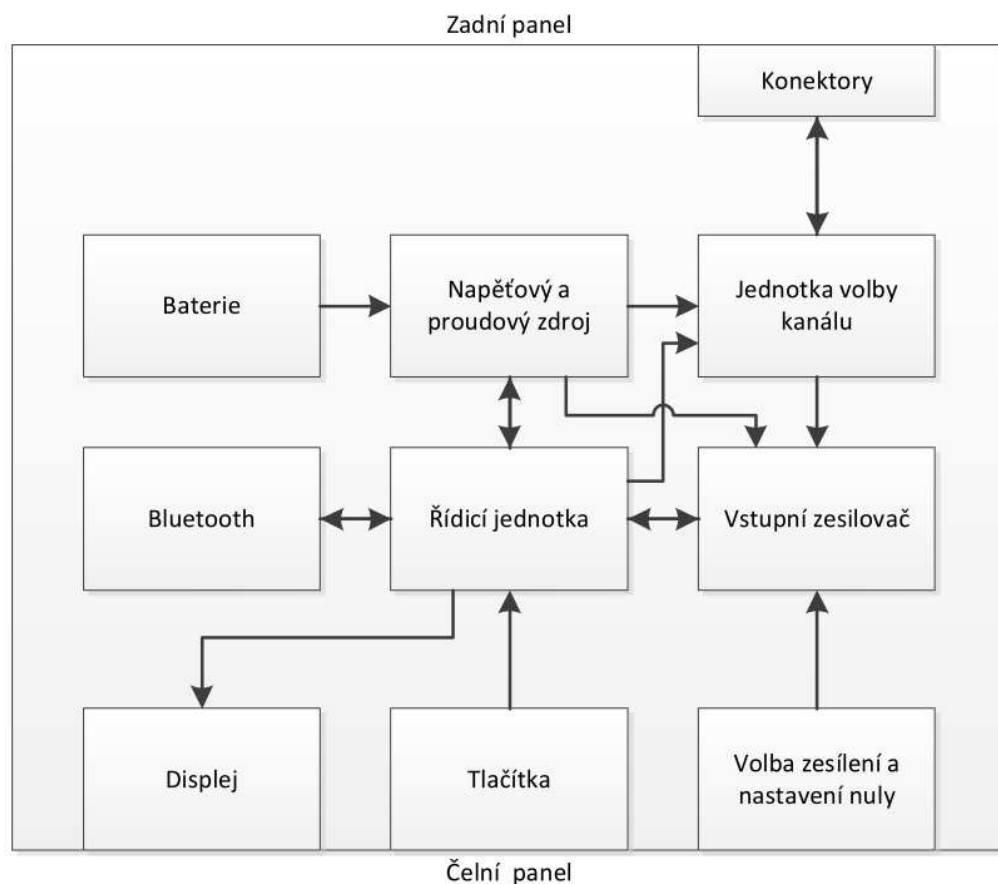 Zadní panel
Konektory
Baterie
Napěťový a
proudový zdroj
Jednotka volby
kanálu
Bluetooth
Řídicí jednotka
Vstupní zesilovač
Displej
Tlačítka
Volba zesílení a
nastavení nuly
Čelní panel